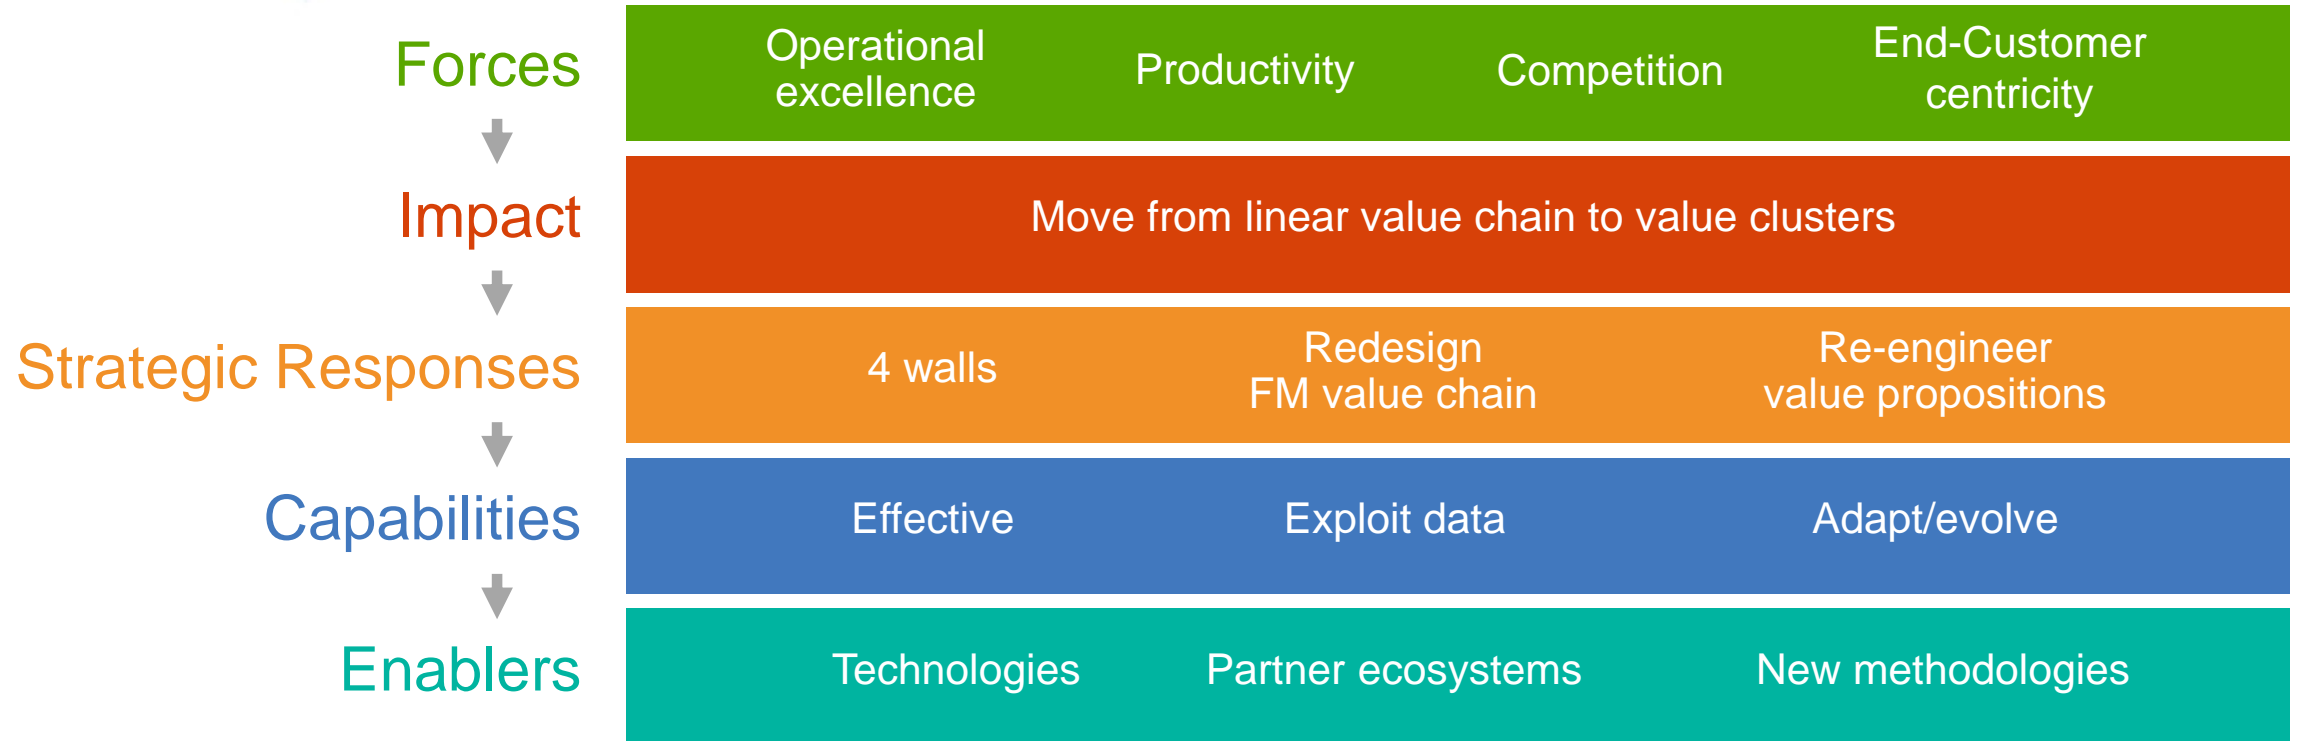 Forces
Operational
excellence
Productivity
Competition
End-Customer
centricity
Impact
Move from linear value chain to value clusters
Strategic Responses
4 walls
Redesign
FM value chain
Re-engineer
value propositions
Capabilities
Effective
Exploit data
Adapt/evolve
Enablers
Technologies
Partner ecosystems
New methodologies